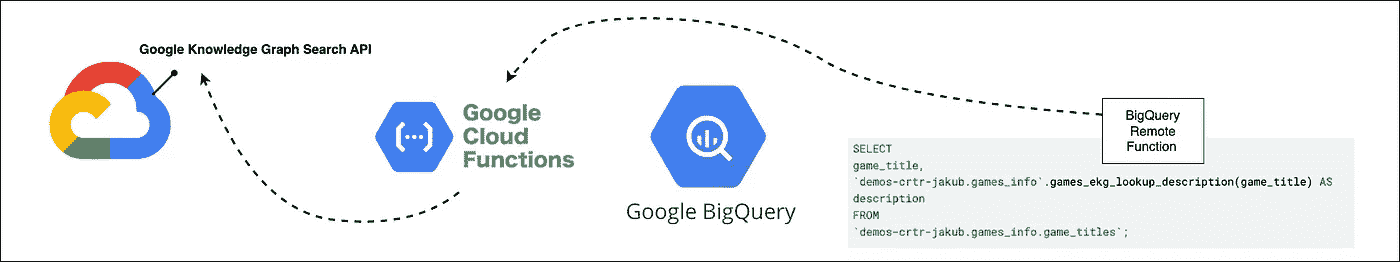 Google Knowledge Graph Search API
Google
Cloud
Functions
Google BigQuery
BigQuery
Remote
Function
SELECT
game_title,
`demos-crtr-jakub.games_info`.games_ekg_lookup_description(game_title) AS
description
FROM
`demos-crtr-jakub.games_info.game_titles`;